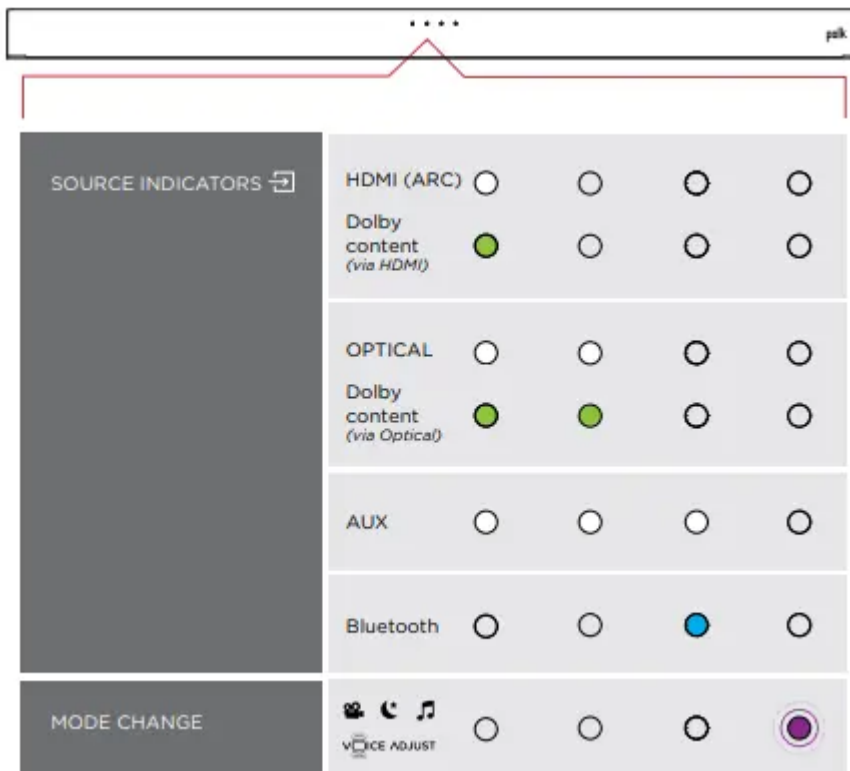 polk
SOURCE INDICATORS
HDMI (ARC)
Dolby
content
(via HDMI)
OPTICAL
Dolby
content
(via Optical)
AUX
Bluetooth
MODE CHANGE
VOICE ADJUST